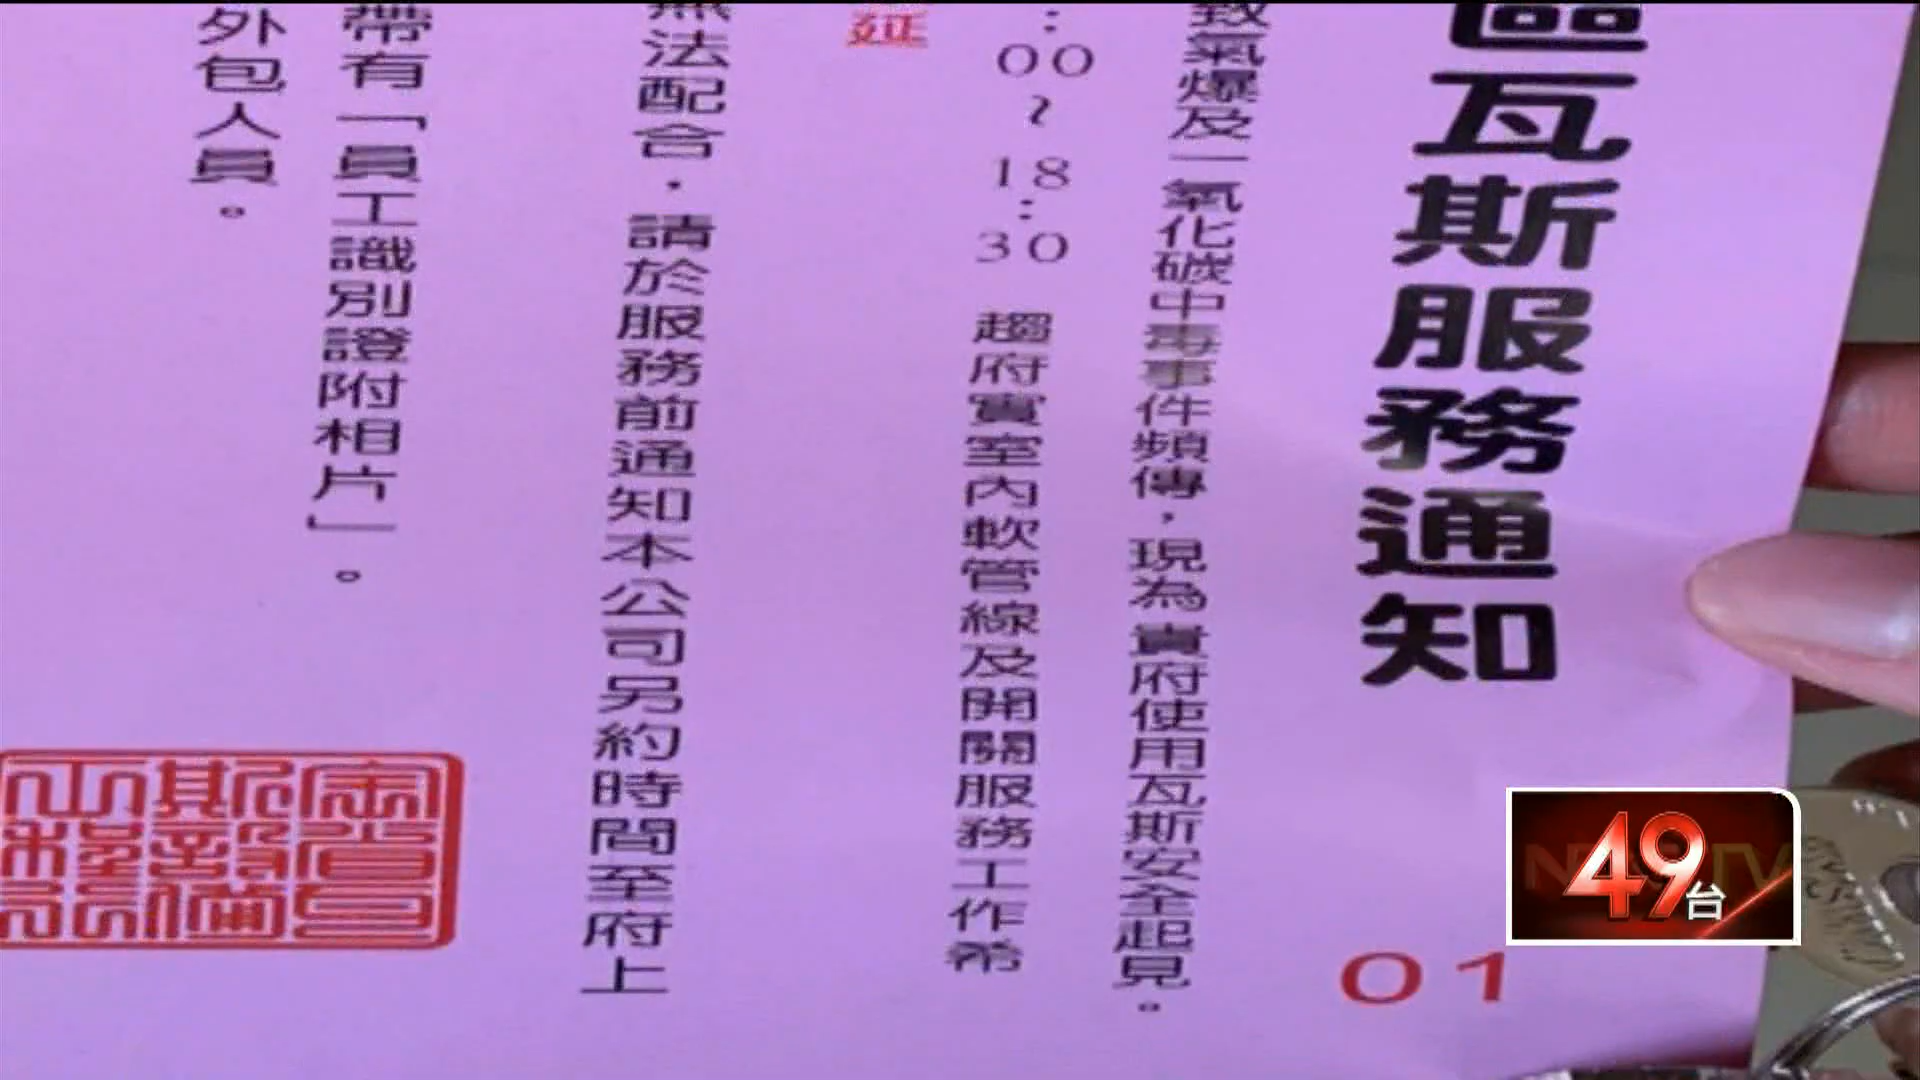 區瓦斯服務通知
01
致氣爆及一氧化碳中毒事件頻傳，現為貴府使用瓦斯安全起見。
:00~18:30 趨府實室內軟管線及開關服務工作希
延
無法配合，請於服務前通知本公司另約時間至府上
帶有「員工識別證附相片」。
外包人員。
49台